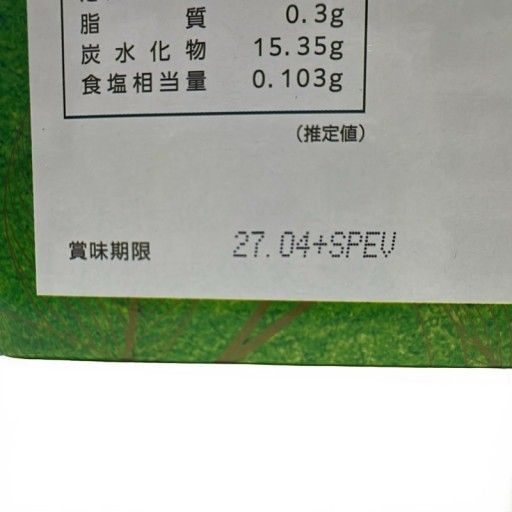 脂質 0.3g
炭水化物 15.35g
食塩相当量 0.103g
(推定値)
賞味期限 27.04+SPEV